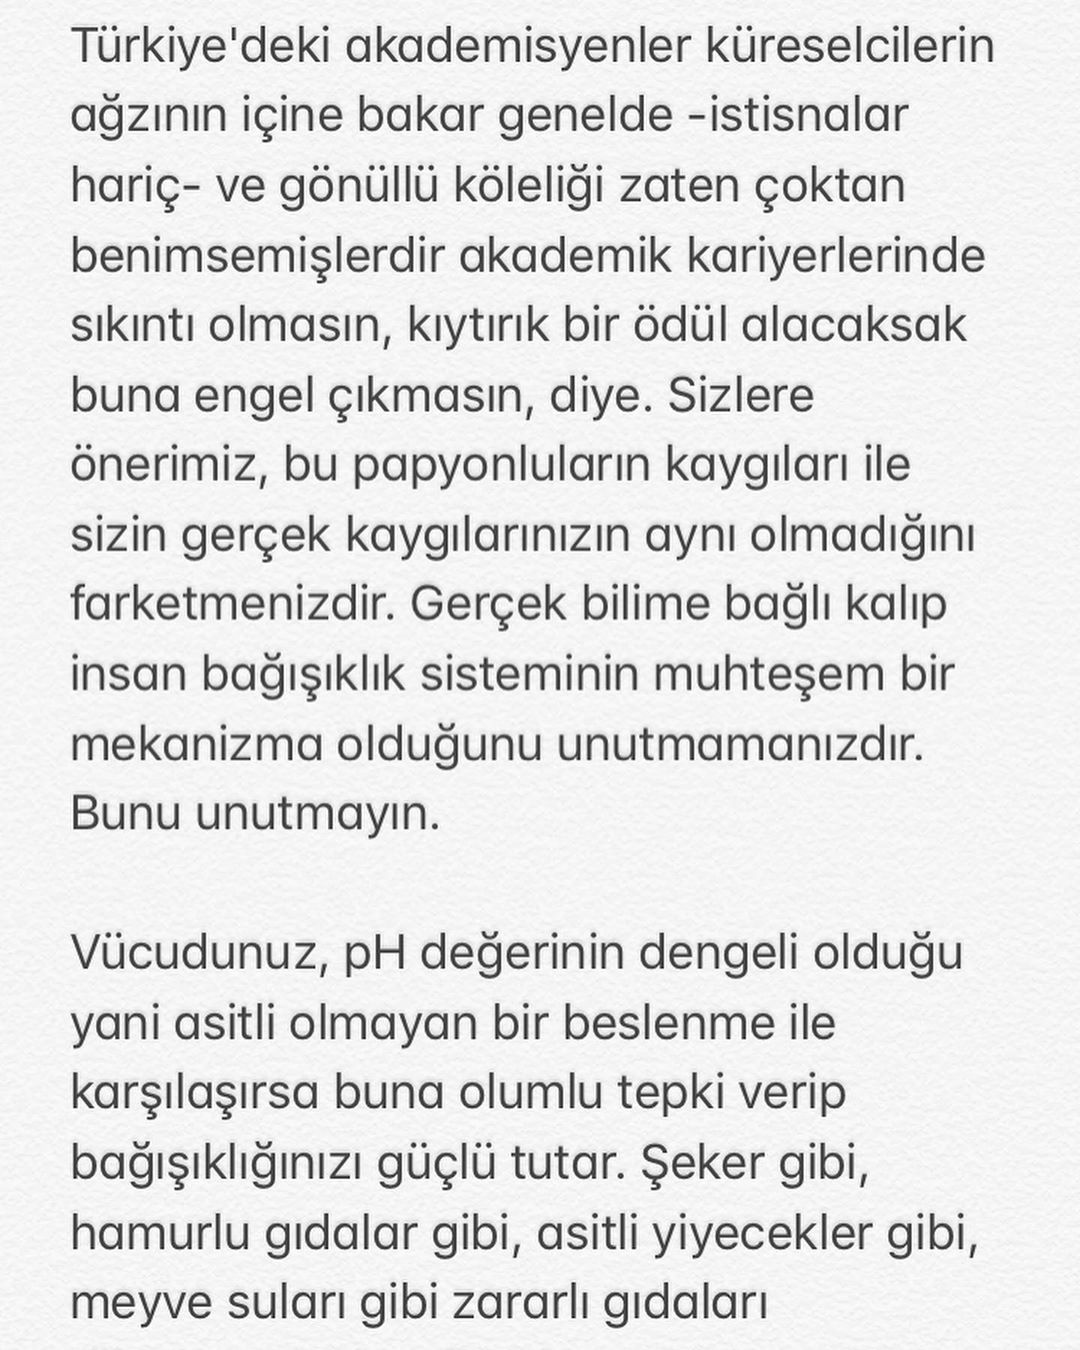 Türkiye'deki akademisyenler küreselcilerin
ağzının içine bakar genelde -istisnalar
hariç- ve gönüllü köleliği zaten çoktan
benimsemişlerdir akademik kariyerlerinde
sıkıntı olmasın, kıytırık bir ödül alacaksak
buna engel çıkmasın, diye. Sizlere
önerimiz, bu papyonluların kaygıları ile
sizin gerçek kaygılarınızın aynı olmadığını
farketmenizdir. Gerçek bilime bağlı kalıp
insan bağışıklık sisteminin muhteşem bir
mekanizma olduğunu unutmamanızdır.
Bunu unutmayın.

Vücudunuz, pH değerinin dengeli olduğu
yani asitli olmayan bir beslenme ile
karşılaşırsa buna olumlu tepki verip
bağışıklığınızı güçlü tutar. Şeker gibi,
hamurlu gıdalar gibi, asitli yiyecekler gibi,
meyve suları gibi zararlı gıdaları